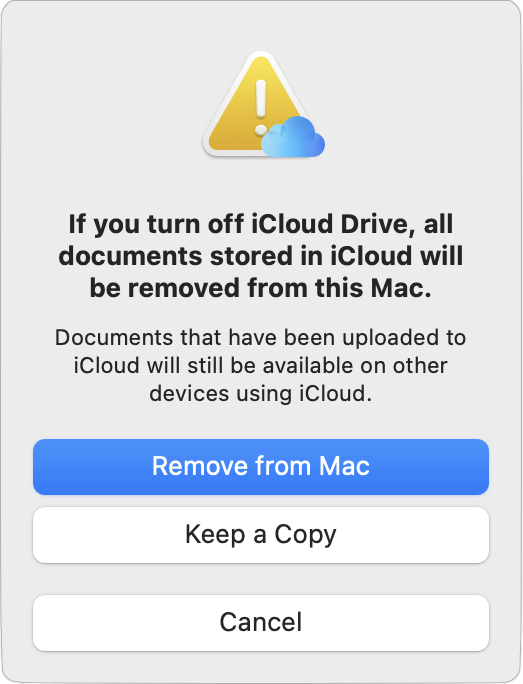 If you turn off iCloud Drive, all
documents stored in iCloud will
be removed from this Mac.
Documents that have been uploaded to
iCloud will still be available on other
devices using iCloud.
Remove from Mac
Keep a Copy
Cancel